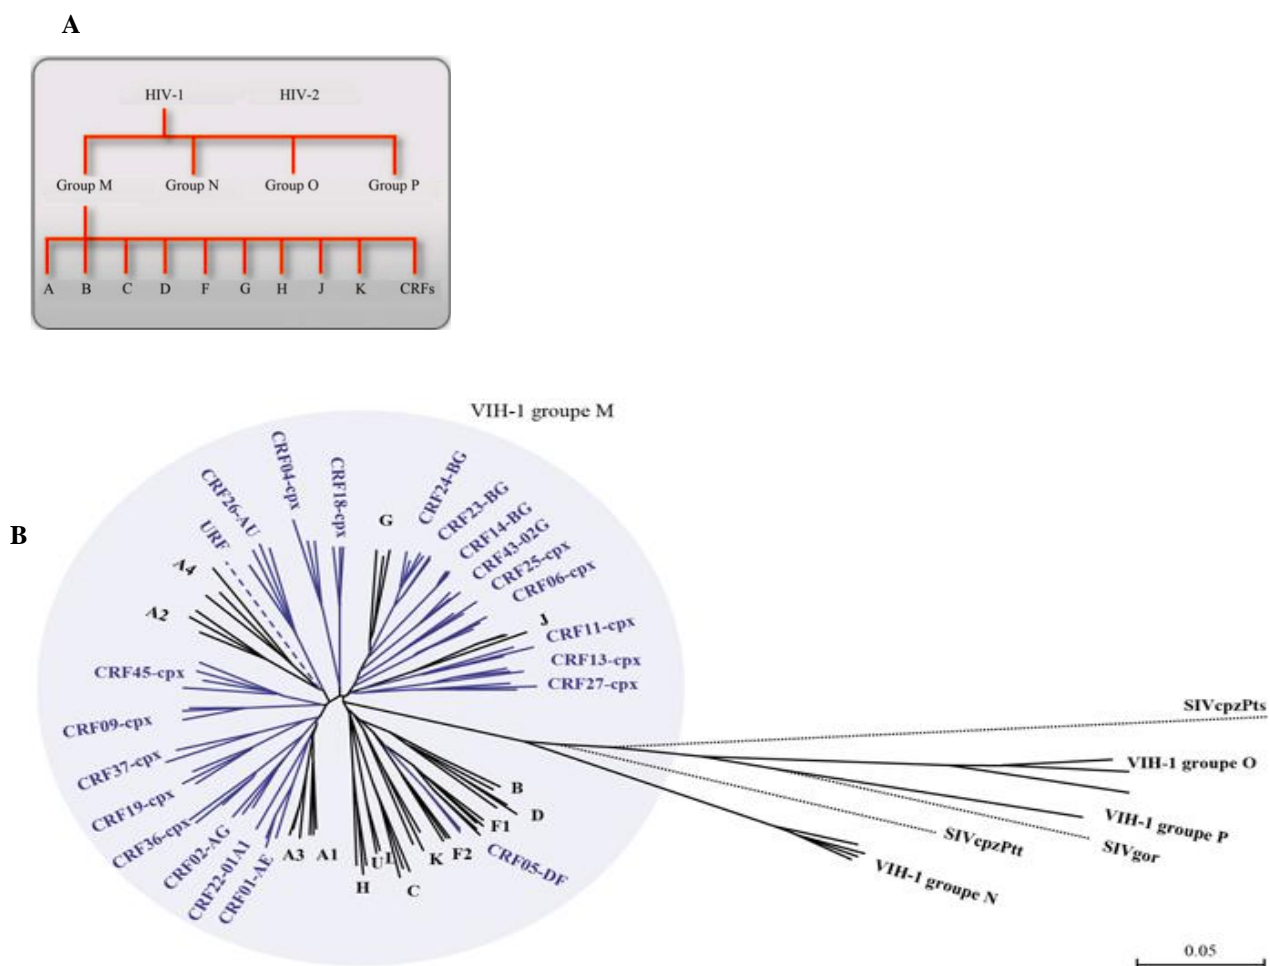 A
HIV-1 HIV-2
Group M Group N Group O Group P
A B C D F G H J K CRFs
B
VIH-1 groupe M
CRF04-cpx
CRF18-cpx
CRF26-AU
URF
A4
A2
G
CRF24-BG
CRF23-BG
CRF14-BG
CRF43-02G
CRF25-cpx
CRF06-cpx
J
CRF11-cpx
CRF13-cpx
CRF27-cpx
CRF45-cpx
CRF09-cpx
CRF37-cpx
CRF19-cpx
CRF36-cpx
CRF02-AG
CRF22-01A1
CRF01-AE
A3
A1
H
U
L
C
K
F2
F1
CRF05-DF
D
B
SIVcpzPts
VIH-1 groupe O
VIH-1 groupe P
SIVgor
SIVcpzPtt
VIH-1 groupe N
0.05